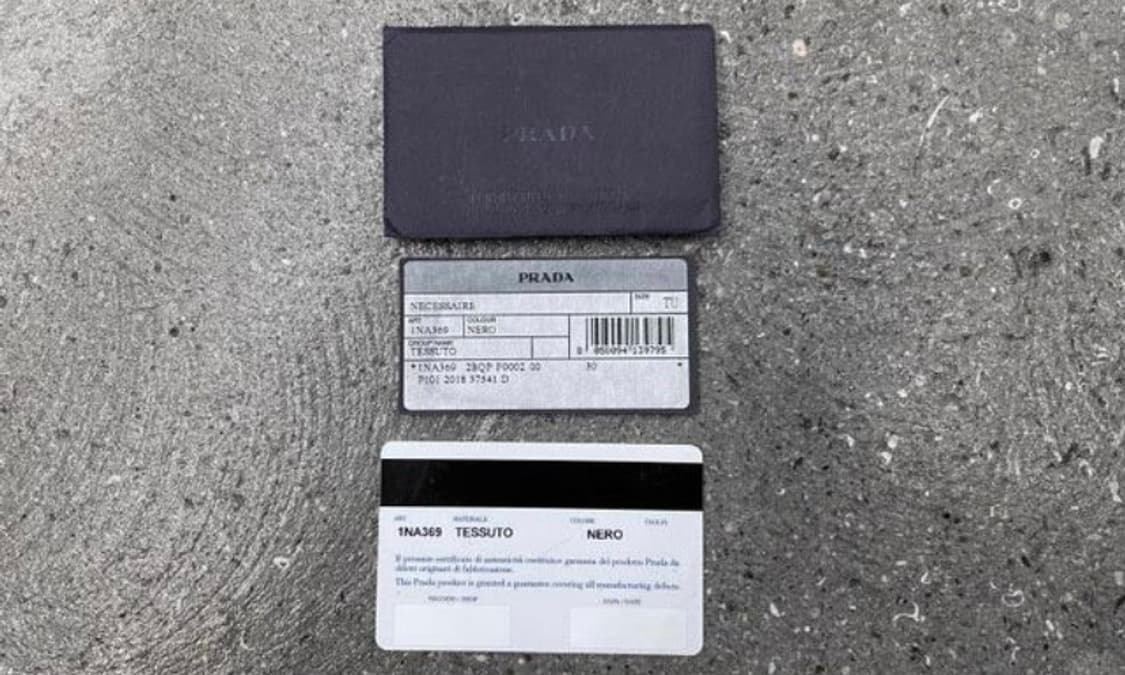 PRADA
PRADA
NECESSAIRE
SIZE TU
ART COLOUR
1NA369 NERO
GROUP NAME
TESSUTO
*1NA369 2BQP F0002 00 30 *
P101 2018 37541 D
ART MATERIALE COLORE
1NA369 TESSUTO NERO
Il presente certificato di autenticità costituisce garanzia del prodotto Prada da
difetti originari di fabbricazione.
This Prada product is granted a guarantee covering all manufacturing defects.
NEGOZIO / SHOP DATA / DATE